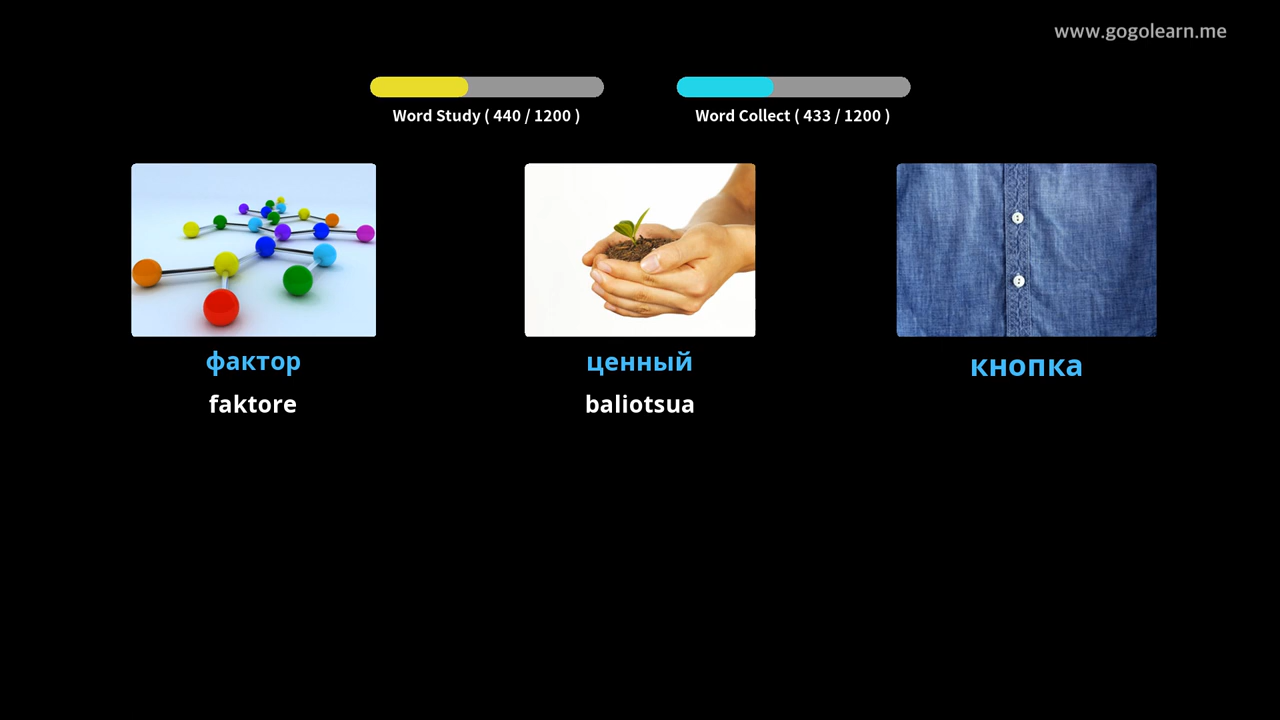 www.gogolearn.me
Word Study ( 440 / 1200 )
Word Collect ( 433 / 1200 )
фактор
faktore
ценный
baliotsua
кнопка